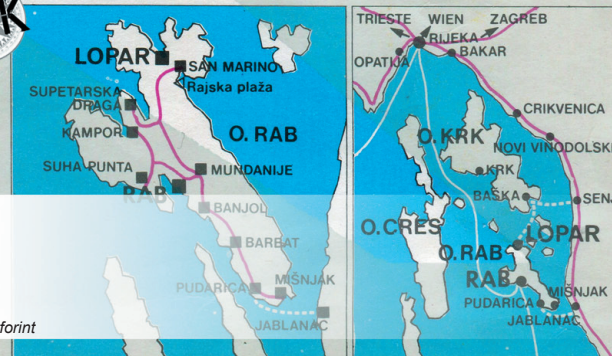 K
LOPAR
SAN MARINO
Rajska plaža
SUPETARSKA
DRAGA
KAMPOR
O. RAB
SUHA PUNTA
MUNDANIJE
RAB
BANJOL
BARBAT
MIŠNJAK
PUDARICA
JABLANAC
forint
TRIESTE
WIEN
ZAGREB
RIJEKA
OPATIJA
BAKAR
CRIKVENICA
O. KRK
NOVI VINODOLSKI
KRK
BAŠKA
SENJ
O. CRES
LOPAR
O. RAB
RAB
MIŠNJAK
PUDARICA
JABLANAC